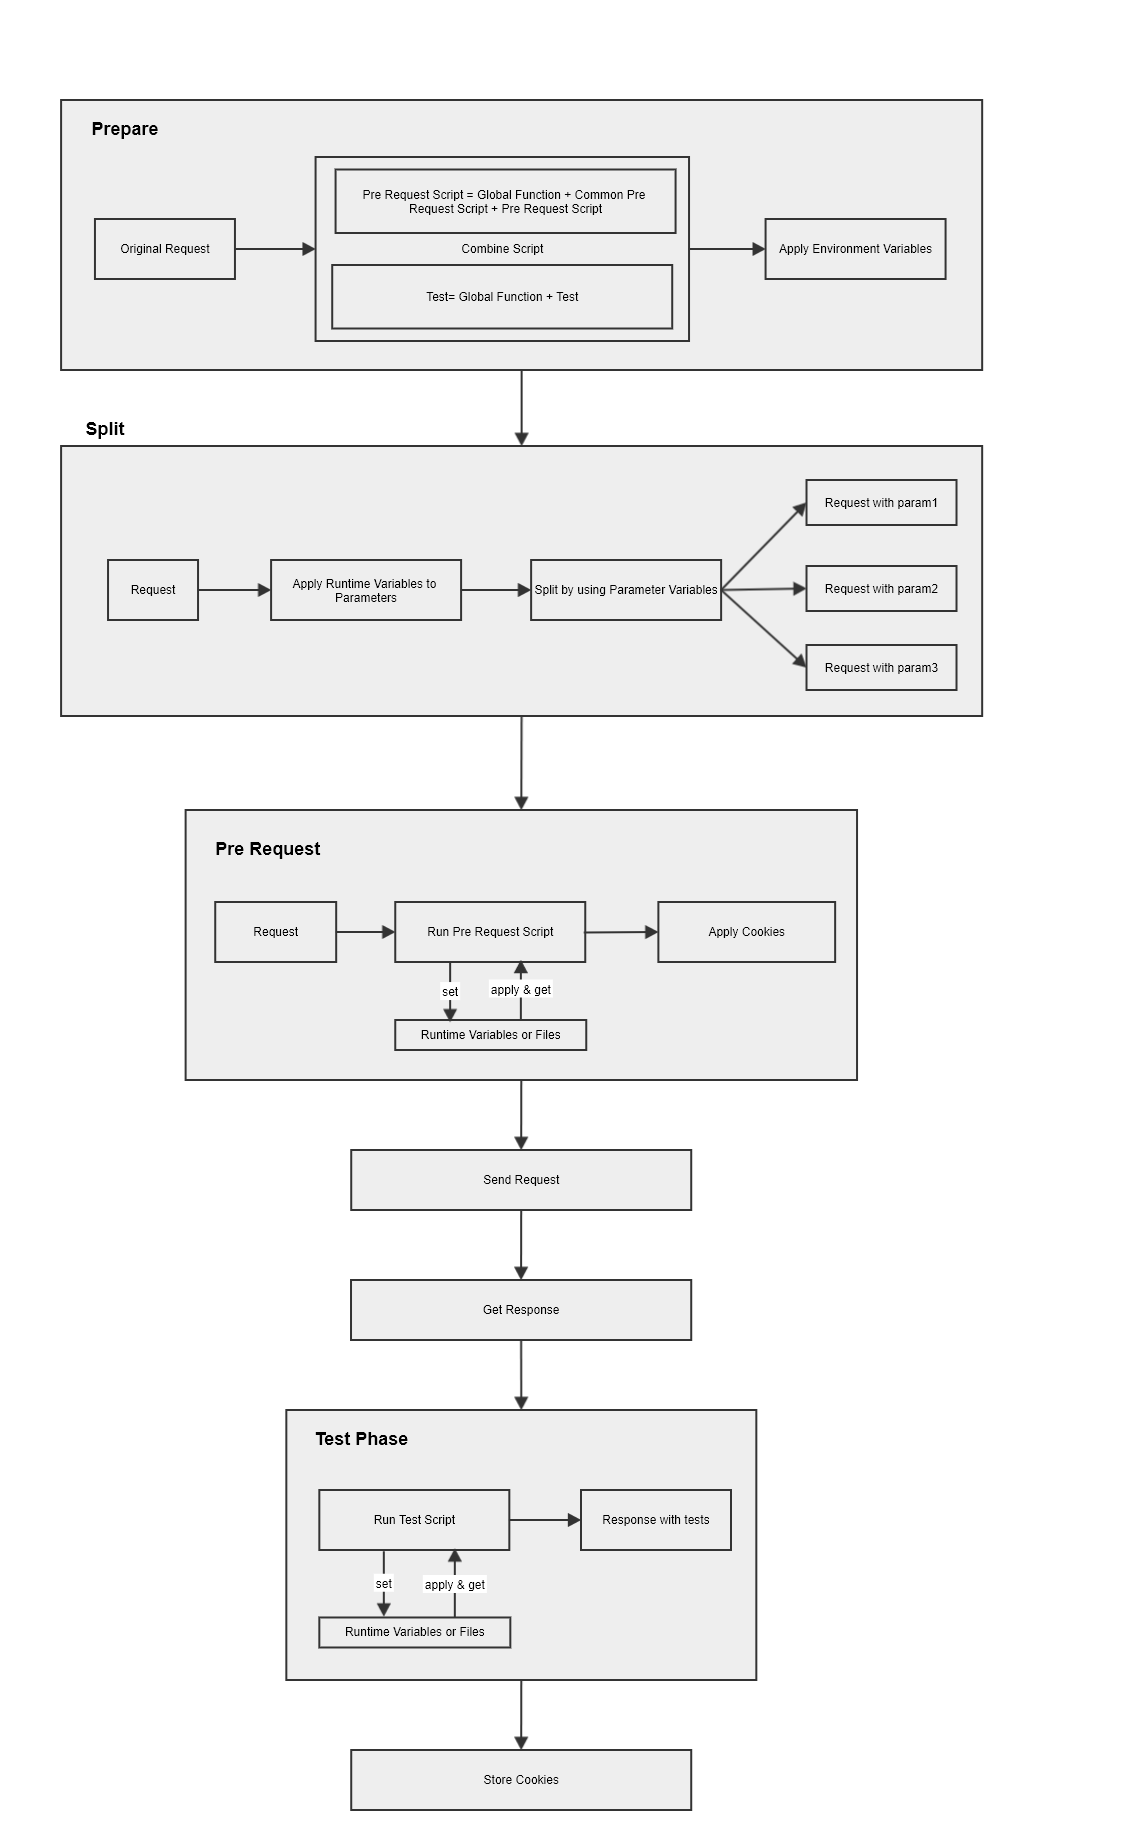 Prepare
Pre Request Script = Global Function + Common Pre
Request Script + Pre Request Script
Original Request
Combine Script
Apply Environment Variables
Test= Global Function + Test
Split
Request with param1
Request
Apply Runtime Variables to
Parameters
Split by using Parameter Variables
Request with param2
Request with param3
Pre Request
Request
Run Pre Request Script
Apply Cookies
set
apply & get
Runtime Variables or Files
Send Request
Get Response
Test Phase
Run Test Script
Response with tests
set
apply & get
Runtime Variables or Files
Store Cookies